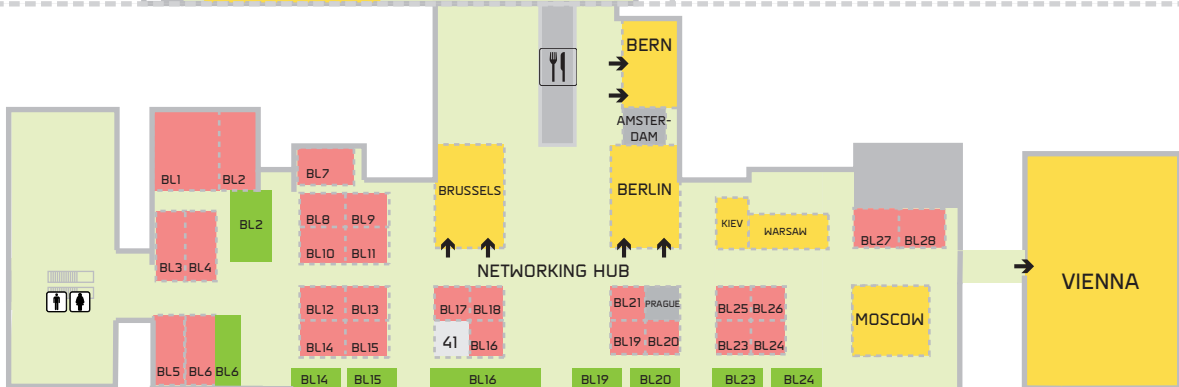 BERN
AMSTER-
DAM
BL1
BL2
BL7
BRUSSELS
BERLIN
BL8
BL9
KIEV
WARSAW
BL2
BL10
BL11
BL27
BL28
BL3
BL4
NETWORKING HUB
VIENNA
BL12
BL13
BL17
BL18
BL21
PRAGUE
BL25
BL26
MOSCOW
BL14
BL15
41
BL16
BL19
BL20
BL23
BL24
BL5
BL6
BL6
BL14
BL15
BL16
BL19
BL20
BL23
BL24